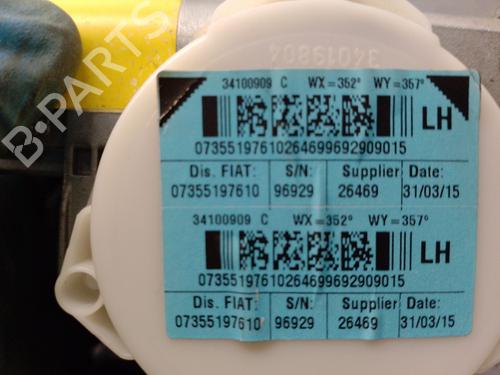 34019804
B-PARTS
34100909 C WX=352° WY=357°
LH
07355197610264699692909015
Dis. FIAT: S/N: Supplier Date:
07355197610 96929 26469 31/03/15
34100909 C WX=352° WY=357°
LH
07355197610264699692909015
Dis. FIAT: S/N: Supplier Date:
07355197610 96929 26469 31/03/15